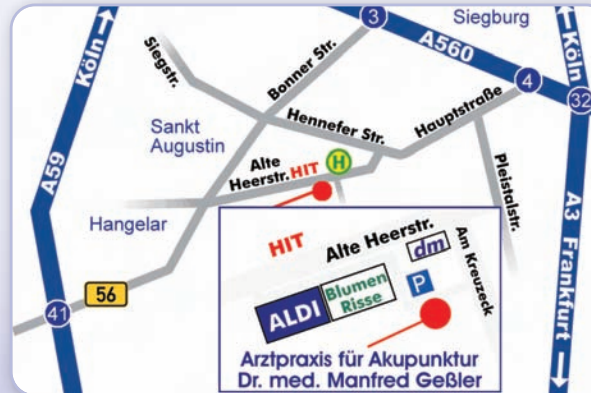 Köln
3
Siegburg
A560
Köln
Siegstr.
Bonner Str.
4
32
Hennefer Str.
Hauptstraße
Sankt
Augustin
A59
Alte
Heerstr.
HIT
H
Pleistalstr.
A3 Frankfurt
Hangelar
56
41
HIT
Alte Heerstr.
dm
Am Kreuzeck
P
ALDI
Blumen
Risse
Arztpraxis für Akupunktur
Dr. med. Manfred Geßler